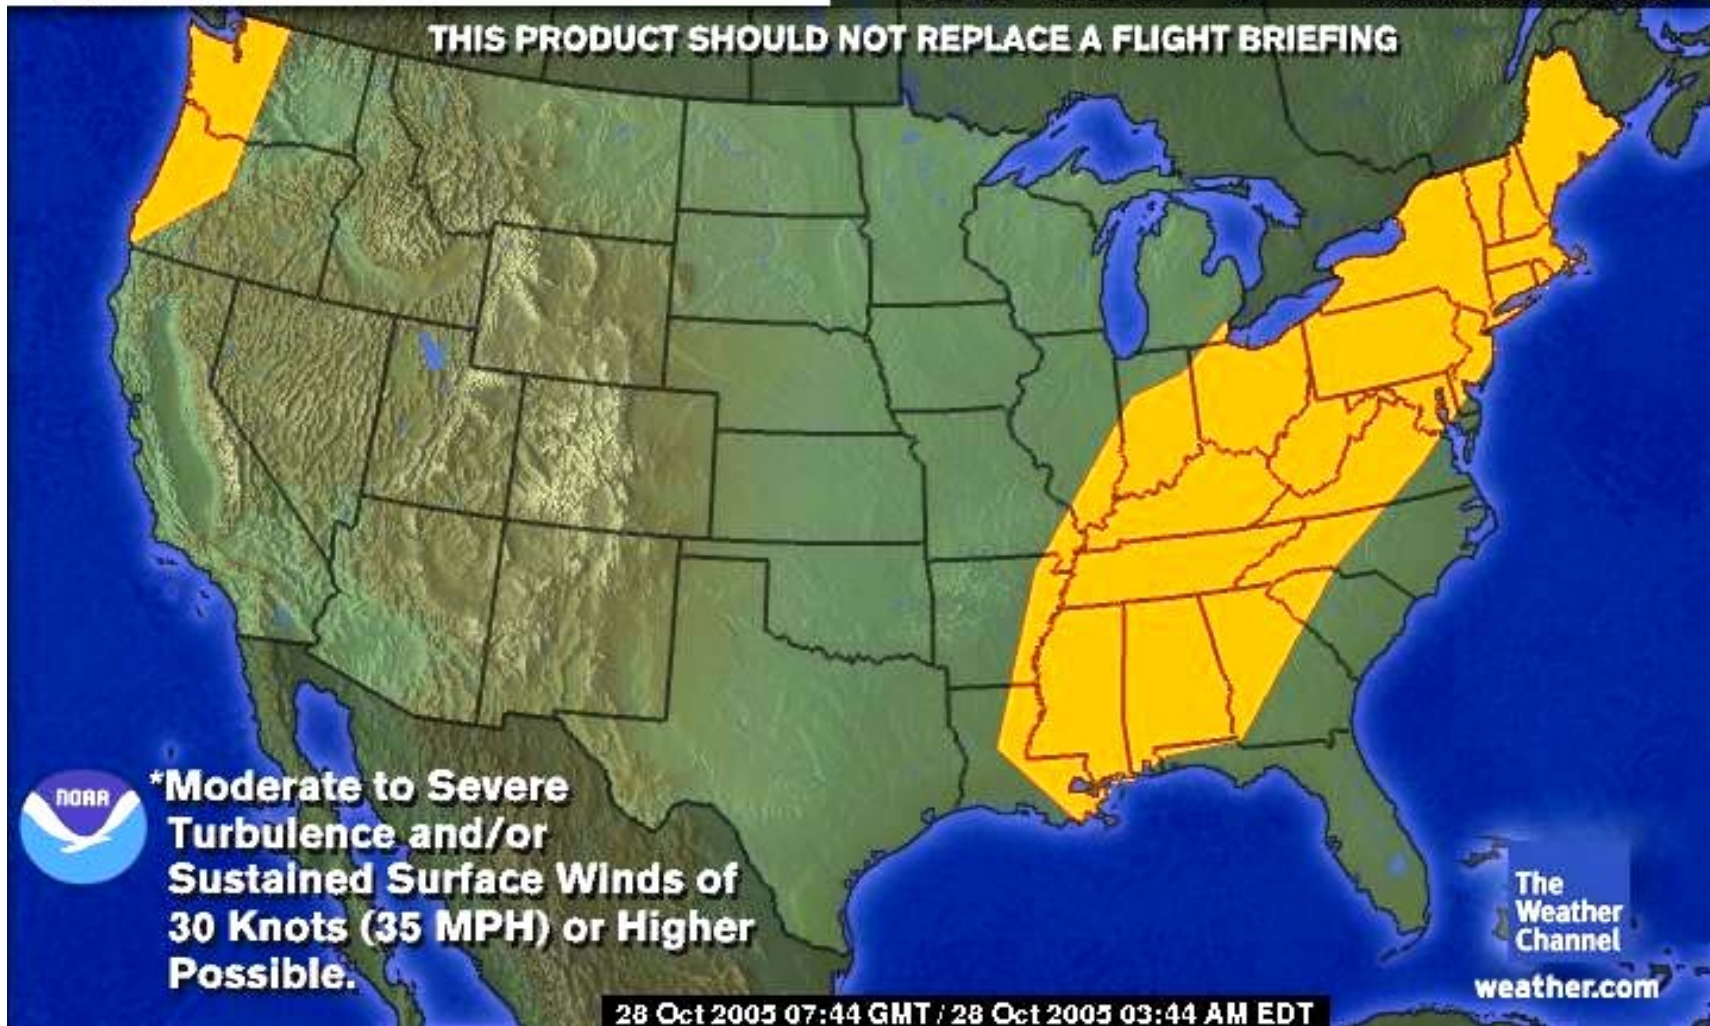 THIS PRODUCT SHOULD NOT REPLACE A FLIGHT BRIEFING
NOAA
*Moderate to Severe
Turbulence and/or
Sustained Surface Winds of
30 Knots (35 MPH) or Higher
Possible.
The
Weather
Channel
weather.com
28 Oct 2005 07:44 GMT / 28 Oct 2005 03:44 AM EDT